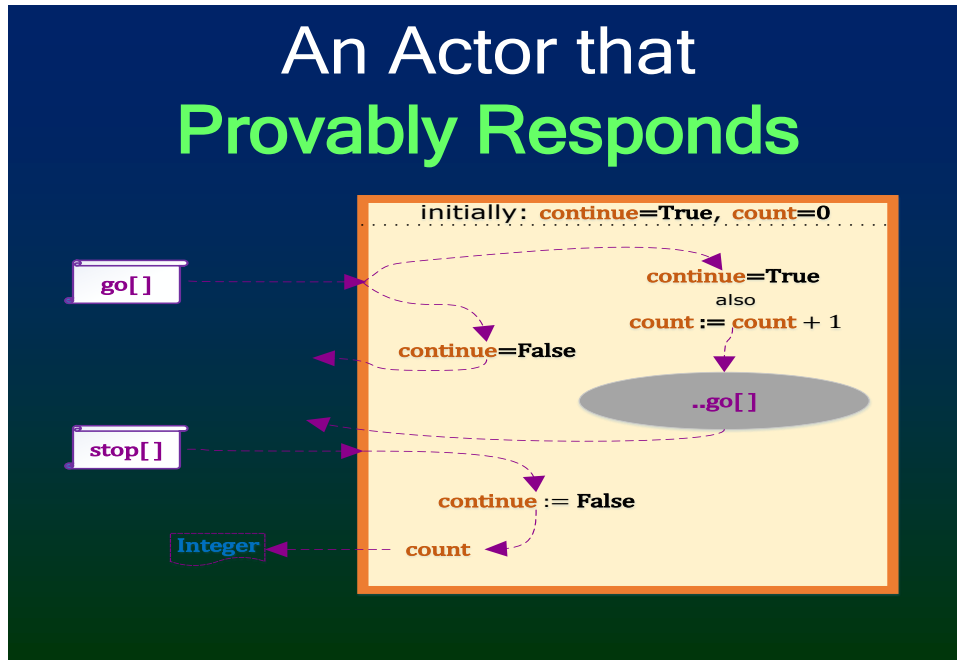 An Actor that
Provably Responds
initially: continue=True, count=0
go[ ]
continue=True
also
count := count + 1
continue=False
..go[ ]
stop[ ]
continue := False
Integer
count